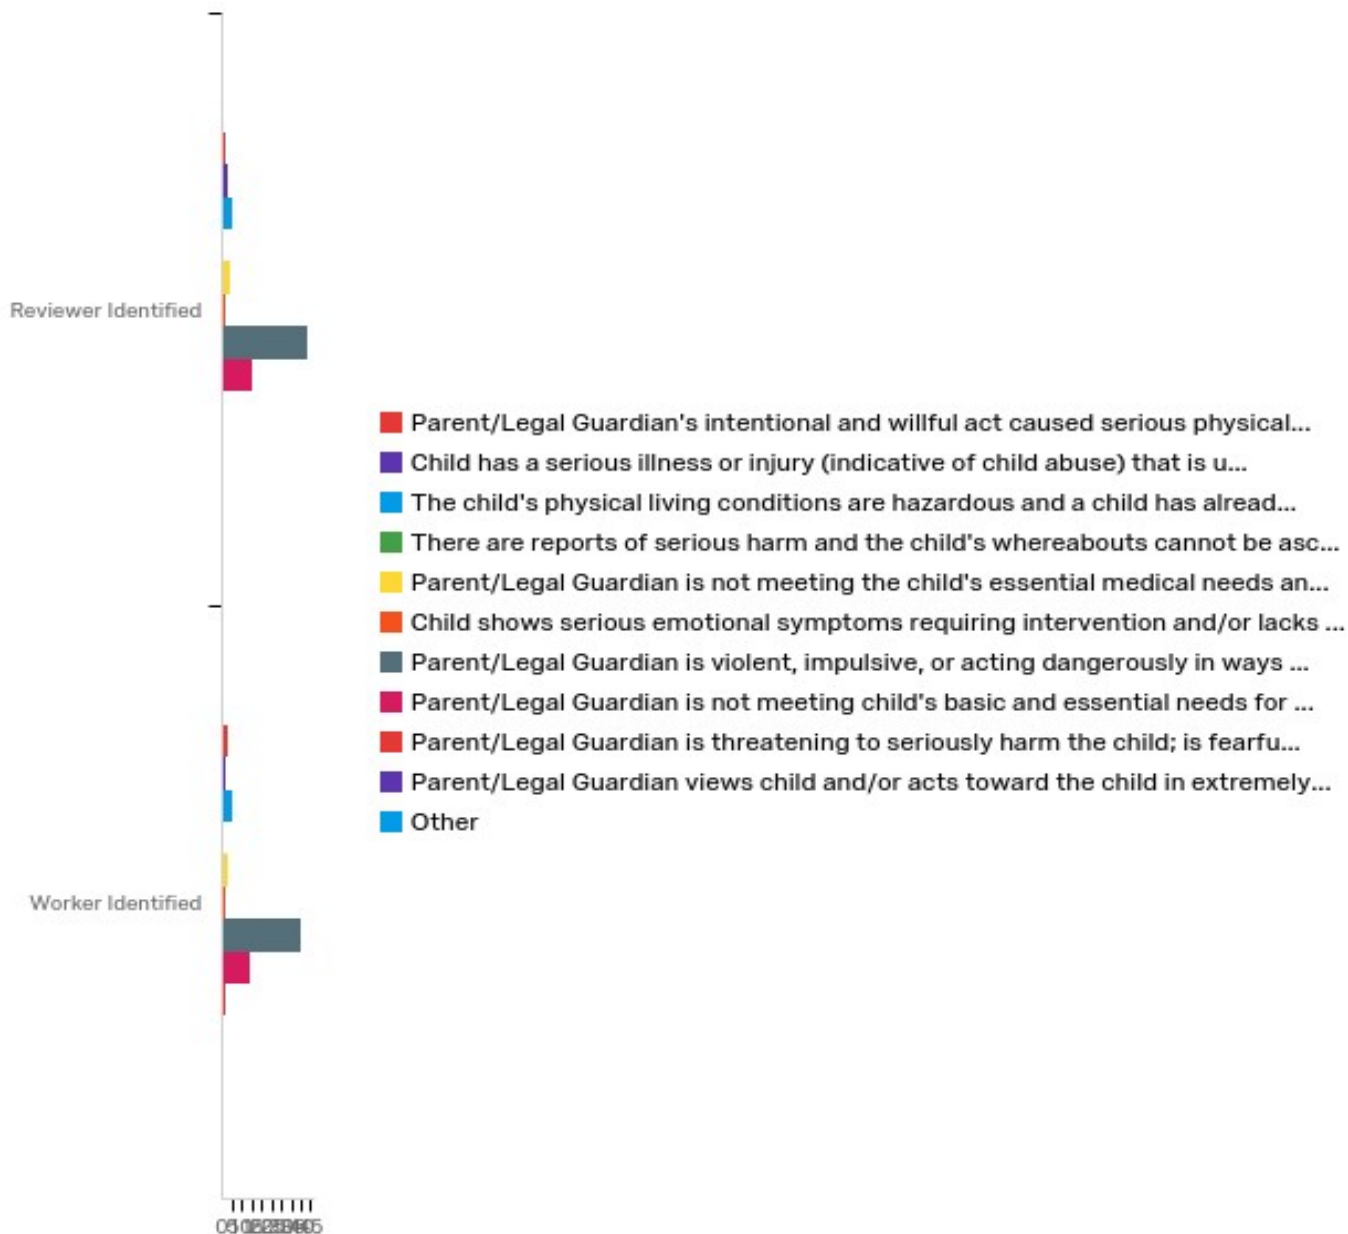 Reviewer Identified
Parent/Legal Guardian's intentional and willful act caused serious physical...
Child has a serious illness or injury (indicative of child abuse) that is u...
The child's physical living conditions are hazardous and a child has alread...
There are reports of serious harm and the child's whereabouts cannot be asc...
Parent/Legal Guardian is not meeting the child's essential medical needs an...
Child shows serious emotional symptoms requiring intervention and/or lacks ...
Parent/Legal Guardian is violent, impulsive, or acting dangerously in ways ...
Parent/Legal Guardian is not meeting child's basic and essential needs for ...
Parent/Legal Guardian is threatening to seriously harm the child; is fearfu...
Parent/Legal Guardian views child and/or acts toward the child in extremely...
Other
Worker Identified